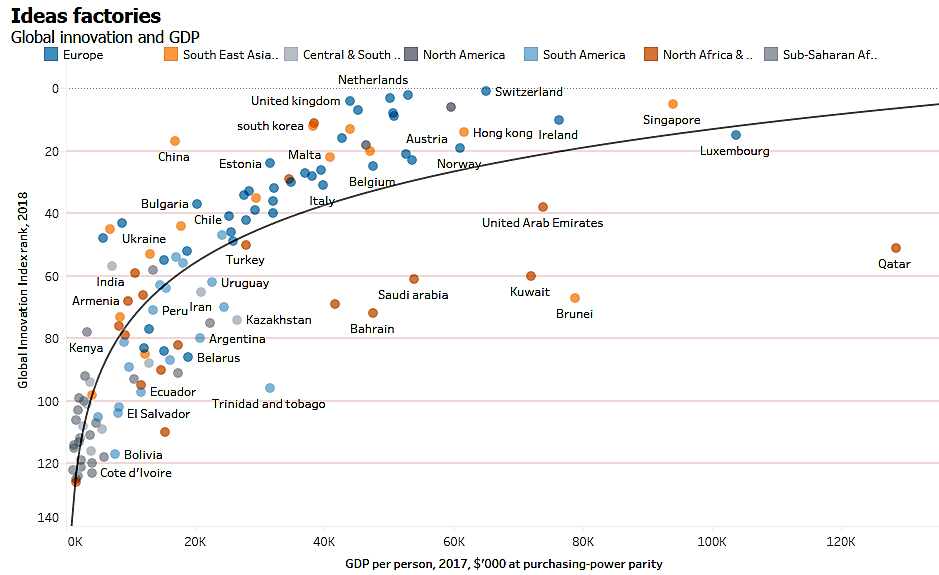 Ideas factories
Global innovation and GDP
Europe
South East Asia..
Central & South ..
North America
South America
North Africa & ..
Sub-Saharan Af..
Global Innovation Index rank, 2018
0
20
40
60
80
100
120
140
Netherlands
Switzerland
United kingdom
Singapore
south korea
Austria
Hong kong
Ireland
China
Malta
Norway
Luxembourg
Estonia
Belgium
Bulgaria
Italy
Chile
United Arab Emirates
Ukraine
Turkey
Qatar
India
Uruguay
Armenia
Saudi arabia
Kuwait
Peru
Iran
Brunei
Kazakhstan
Bahrain
Kenya
Argentina
Belarus
Ecuador
Trinidad and tobago
El Salvador
Bolivia
Cote d'Ivoire
0K
20K
40K
60K
80K
100K
120K
GDP per person, 2017, $'000 at purchasing-power parity